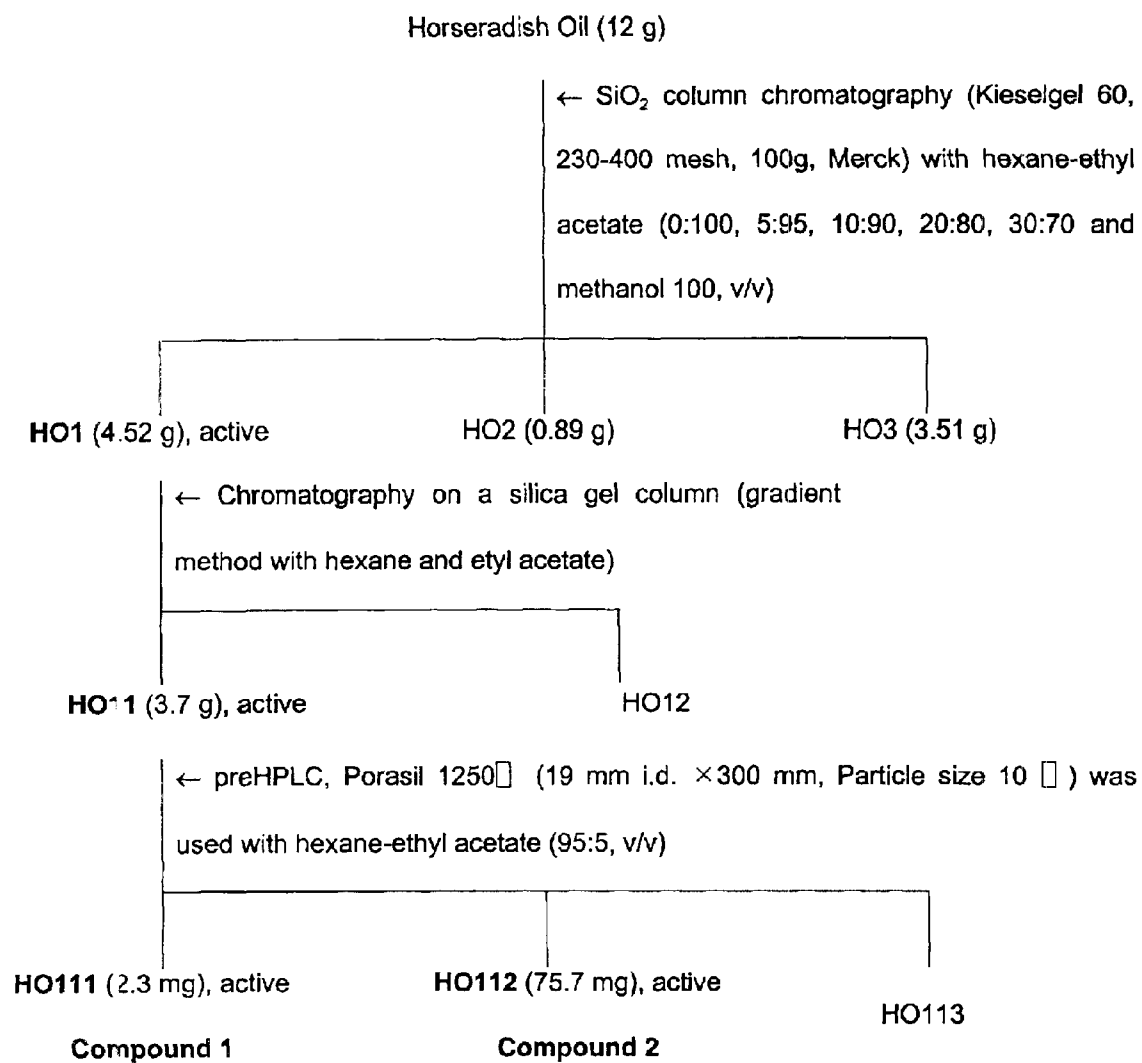 Horseradish Oil (12 g)
← SiO₂ column chromatography (Kieselgel 60,
230-400 mesh, 100g, Merck) with hexane-ethyl
acetate (0:100, 5:95, 10:90, 20:80, 30:70 and
methanol 100, v/v)
HO1 (4.52 g), active HO2 (0.89 g) HO3 (3.51 g)
← Chromatography on a silica gel column (gradient
method with hexane and etyl acetate)
HO11 (3.7 g), active HO12
← preHPLC, Porasil 1250□ (19 mm i.d. ×300 mm, Particle size 10 □ ) was
used with hexane-ethyl acetate (95:5, v/v)
HO111 (2.3 mg), active HO112 (75.7 mg), active
HO113
Compound 1 Compound 2